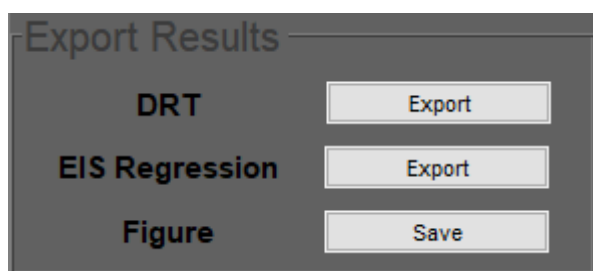 Export Results
DRT Export
EIS Regression Export
Figure Save